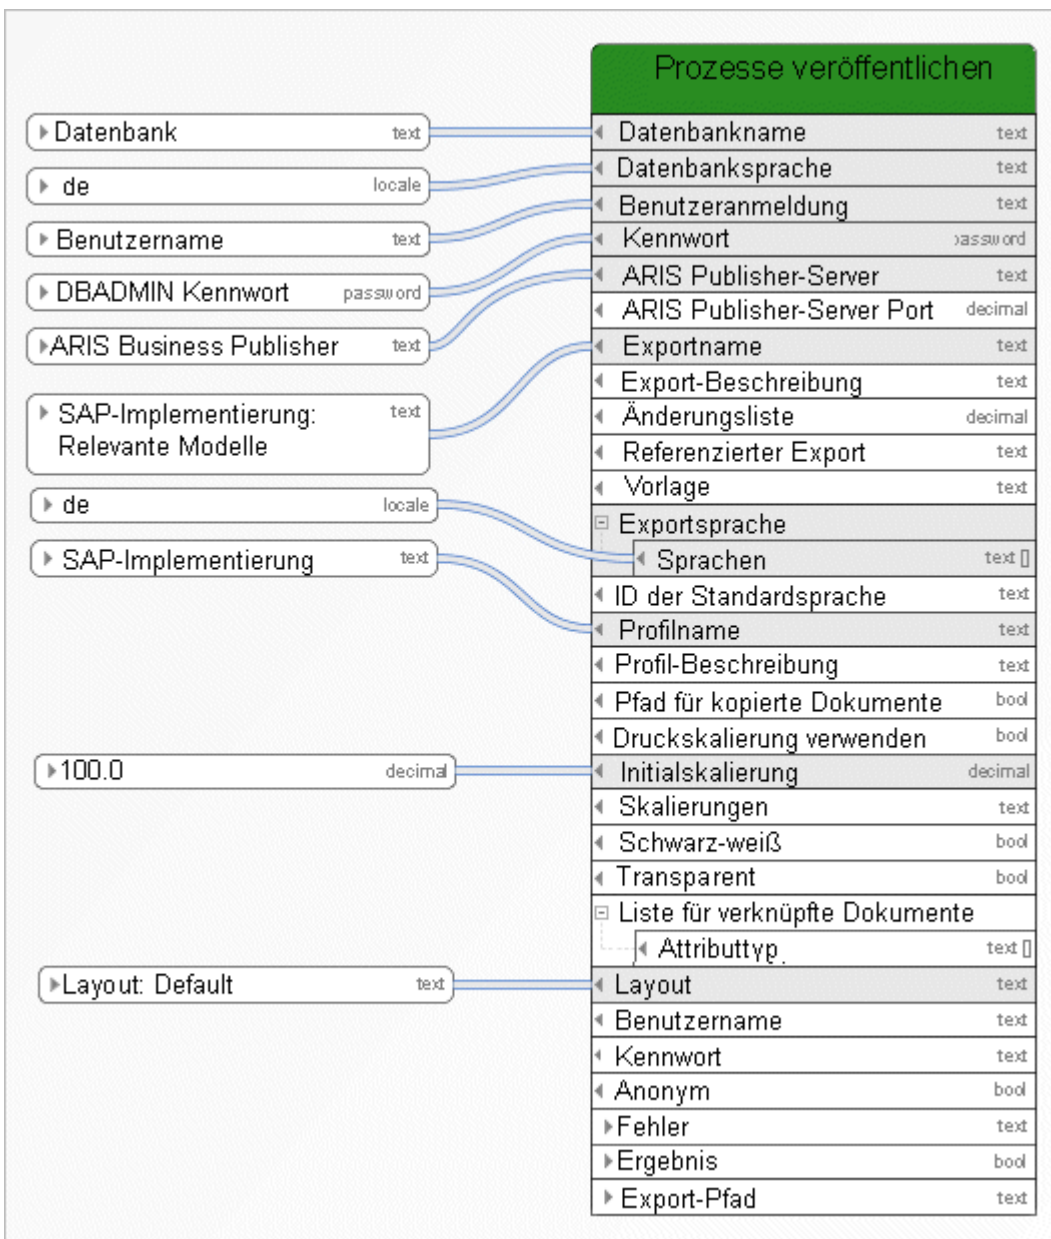 Prozesse veröffentlichen
Datenbank text
de locale
Benutzername text
DBADMIN Kennwort password
ARIS Business Publisher text
SAP-Implementierung: text
Relevante Modelle
de locale
SAP-Implementierung text
100.0 decimal
Layout: Default text
Datenbankname text
Datenbanksprache text
Benutzeranmeldung text
Kennwort password
ARIS Publisher-Server text
ARIS Publisher-Server Port decimal
Exportname text
Export-Beschreibung text
Änderungsliste decimal
Referenzierter Export text
Vorlage text
Exportsprache
Sprachen text []
ID der Standardsprache text
Profilname text
Profil-Beschreibung text
Pfad für kopierte Dokumente bool
Druckskalierung verwenden bool
Initialskalierung decimal
Skalierungen text
Schwarz-weiß bool
Transparent bool
Liste für verknüpfte Dokumente
Attributtyp text []
Layout text
Benutzername text
Kennwort text
Anonym bool
Fehler text
Ergebnis bool
Export-Pfad text